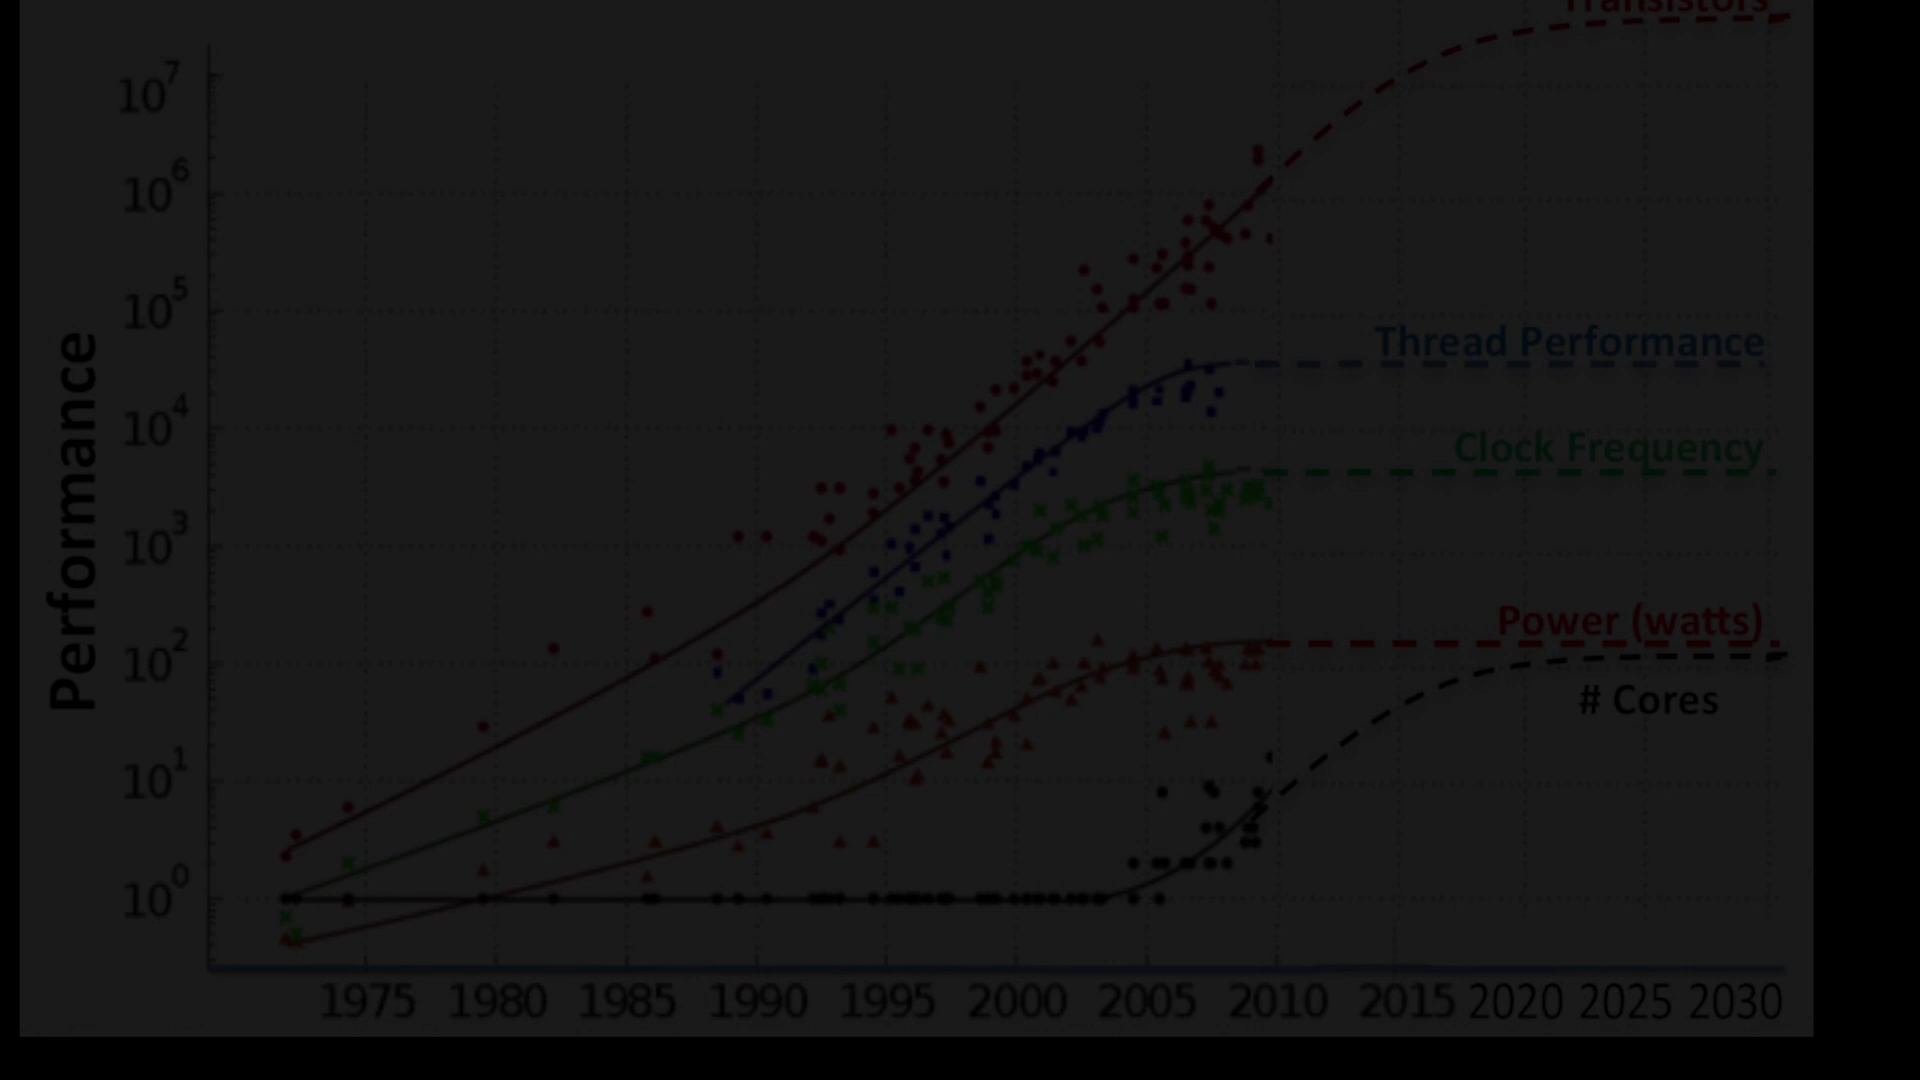 Transistors
10^7
10^6
10^5
Thread Performance
10^4
Clock Frequency
10^3
Performance
Power (watts)
10^2
# Cores
10^1
10^0
1975 1980 1985 1990 1995 2000 2005 2010 2015 2020 2025 2030